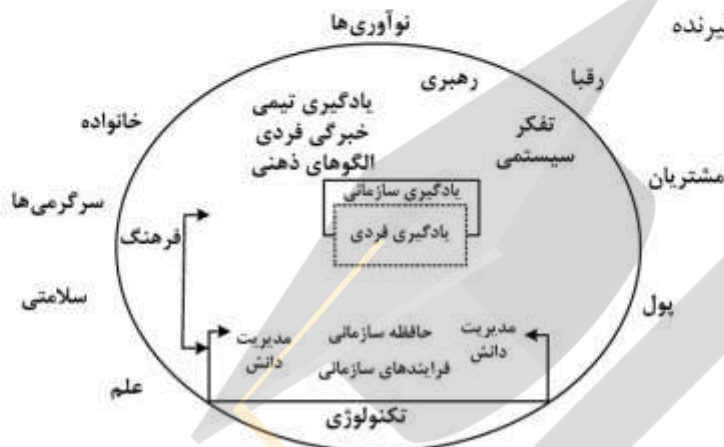 یرنده
نوآوری‌ها
رقبا
رهبری
یادگیری تیمی
خبرگی فردی
الگوهای ذهنی
تفکر
سیستمی
خانواده
مشتریان
یادگیری سازمانی
سرگرمی‌ها
فرهنگ
یادگیری فردی
سلامتی
پول
مدیریت
دانش
حافظه سازمانی
فرایندهای سازمانی
مدیریت
دانش
علم
تکنولوژی